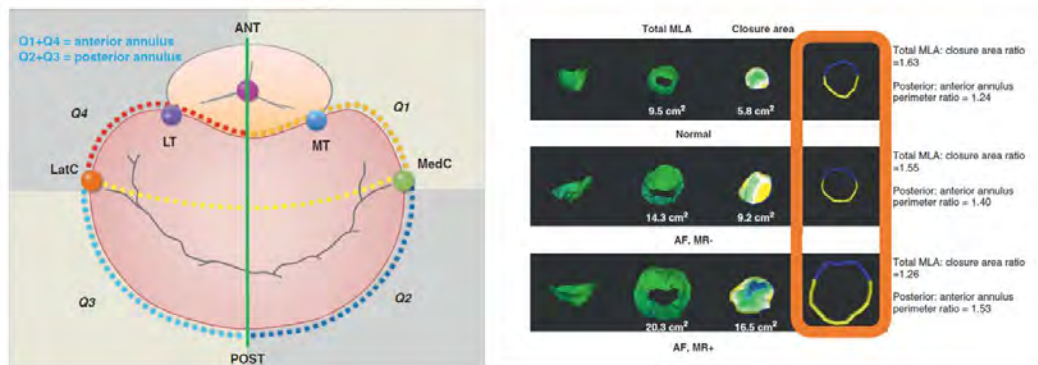 Q1+Q4 = anterior annulus
Q2+Q3 = posterior annulus
ANT
Q4
Q1
LT
MT
LatC
MedC
Q3
Q2
POST
Total MLA
Closure area
9.5 cm²
5.8 cm²
Total MLA: closure area ratio
=1.63
Posterior: anterior annulus
perimeter ratio = 1.24
Normal
14.3 cm²
9.2 cm²
Total MLA: closure area ratio
=1.55
Posterior: anterior annulus
perimeter ratio = 1.40
AF, MR-
20.3 cm²
16.5 cm²
Total MLA: closure area ratio
=1.26
Posterior: anterior annulus
perimeter ratio = 1.53
AF, MR+